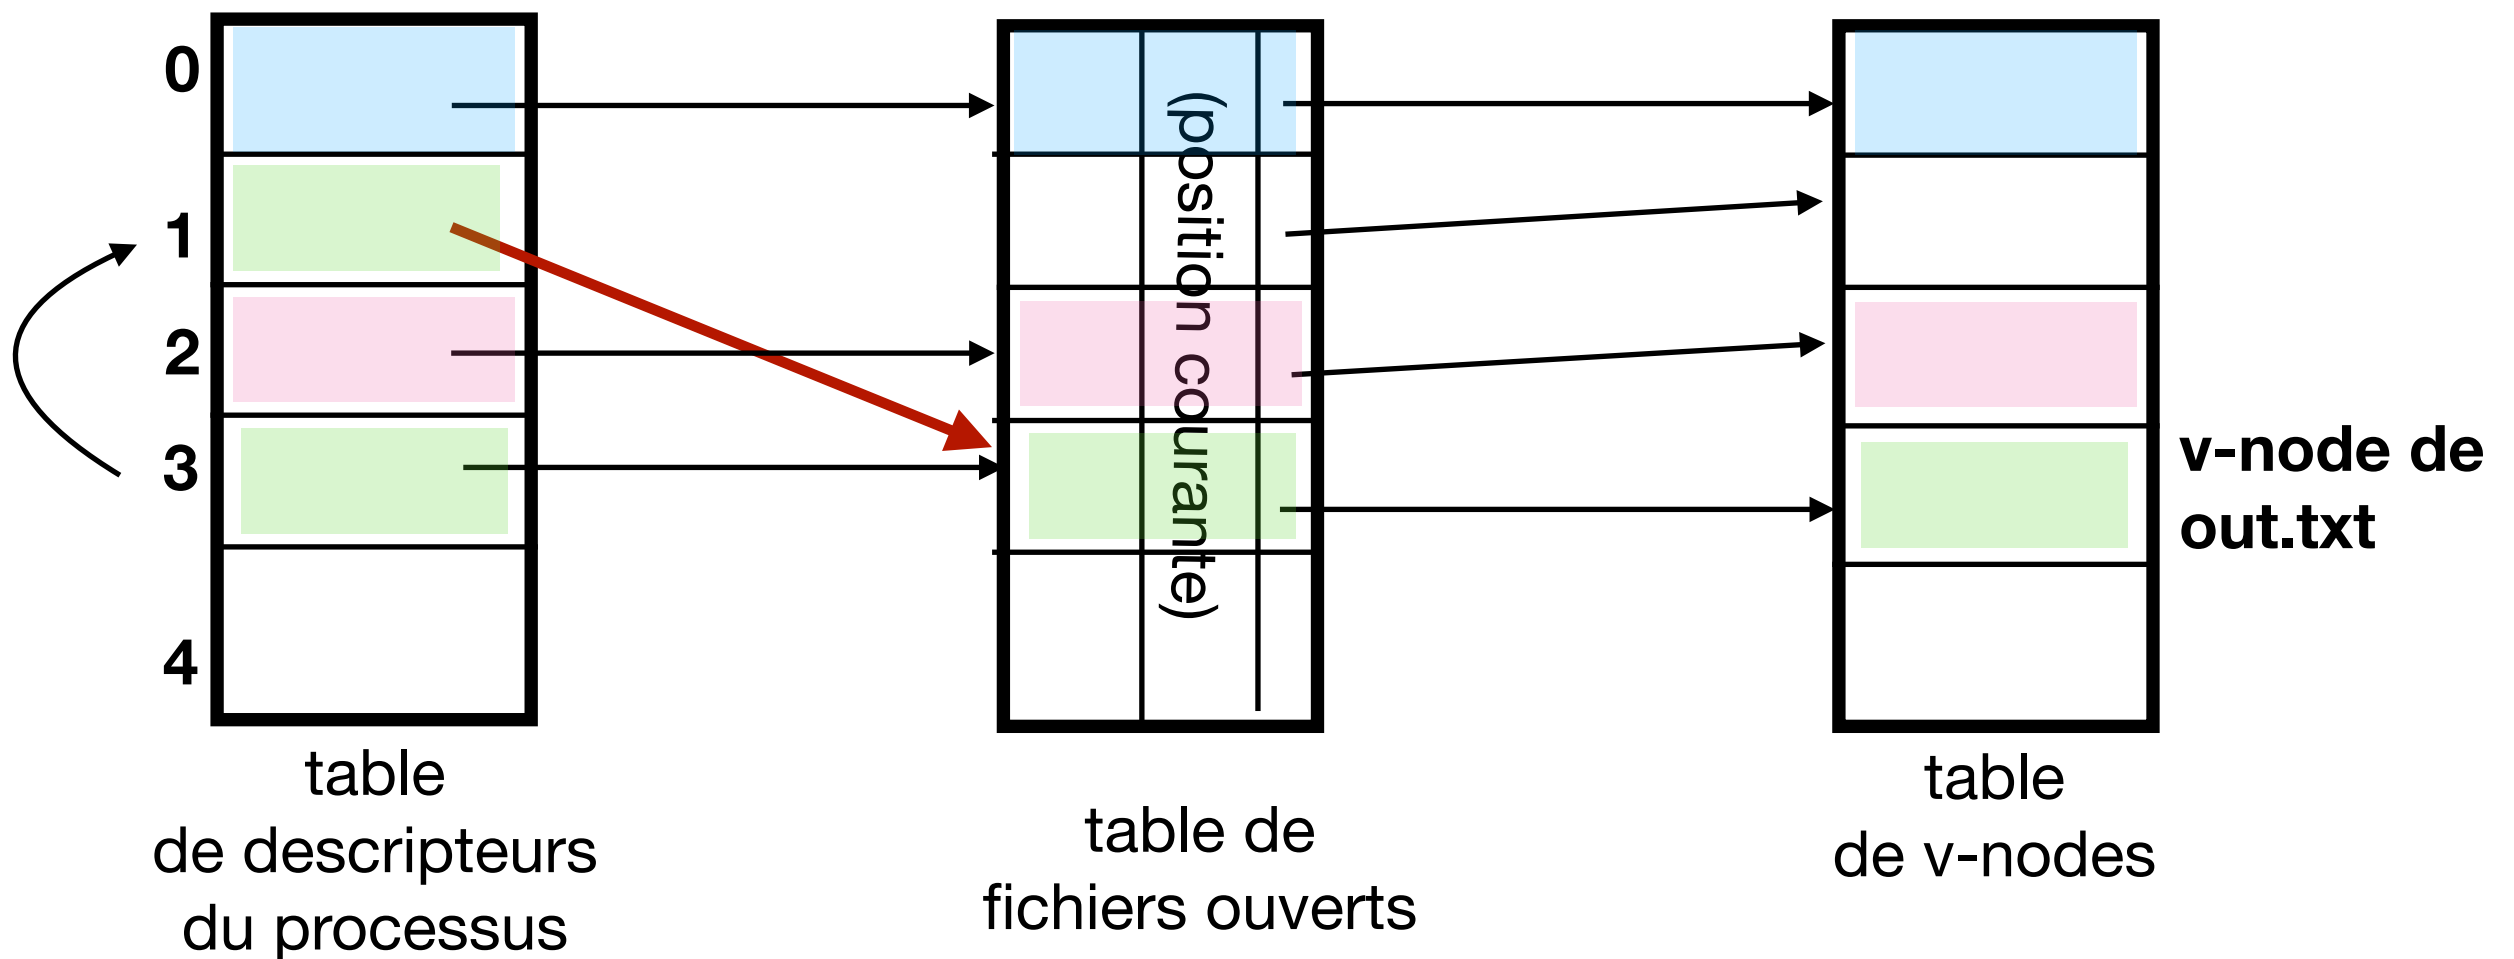 0
1
2
3
4
(position courante)
v-node de
out.txt
table
de descripteurs
du processus
table de
fichiers ouverts
table
de v-nodes